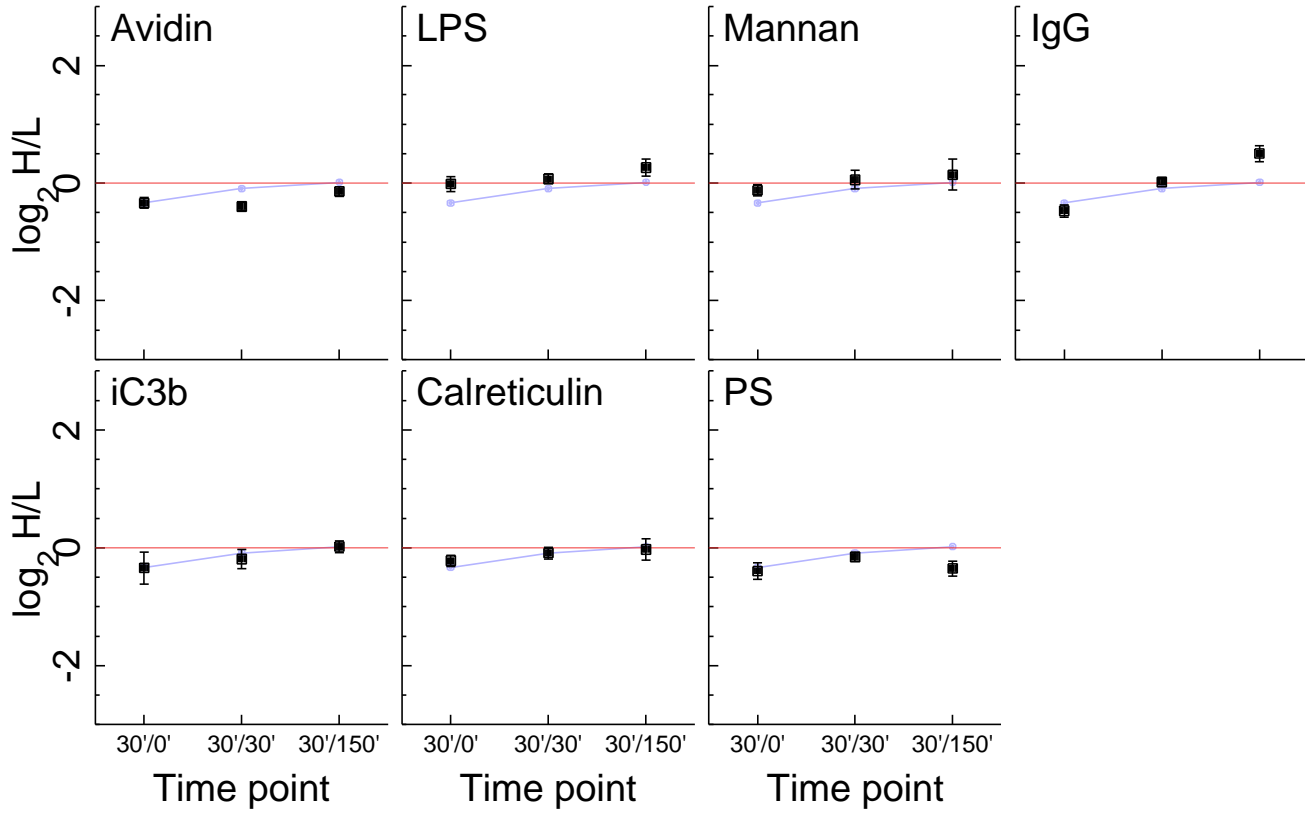 Avidin
LPS
Mannan
IgG
2
0
-2
log2 H/L
iC3b
Calreticulin
PS
2
0
-2
log2 H/L
30'/0' 30'/30' 30'/150'
30'/0' 30'/30' 30'/150'
30'/0' 30'/30' 30'/150'
Time point
Time point
Time point